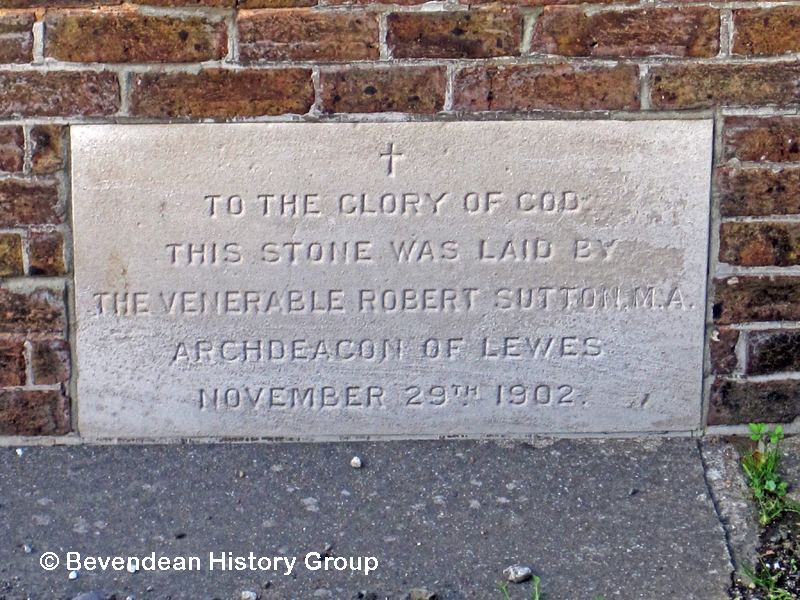 TO THE GLORY OF GOD
THIS STONE WAS LAID BY
THE VENERABLE ROBERT SUTTON, M.A.
ARCHDEACON OF LEWES
NOVEMBER 29TH 1902.
© Bevendean History Group